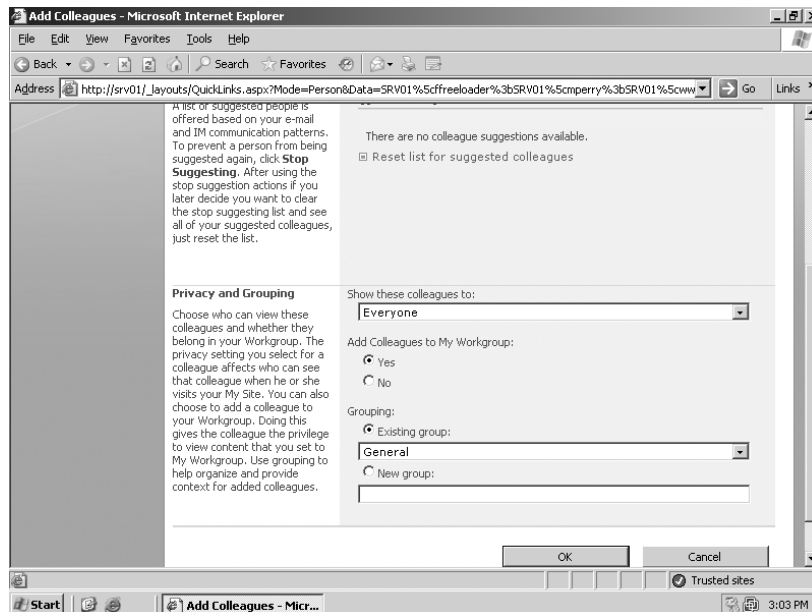 Add Colleagues - Microsoft Internet Explorer
File Edit View Favorites Tools Help
Back Search Favorites
Address http://srv01/_layouts/QuickLinks.aspx?Mode=Person&Data=SRV01%5cffreeloader%3bSRV01%5cmperry%3bSRV01%5cww Go Links
A list of suggested people is
offered based on your e-mail
and IM communication patterns.
To prevent a person from being
suggested again, click Stop
Suggesting. After using the
stop suggestion actions if you
later decide you want to clear
the stop suggesting list and see
all of your suggested colleagues,
just reset the list.
There are no colleague suggestions available.
Reset list for suggested colleagues
Privacy and Grouping
Choose who can view these
colleagues and whether they
belong in your Workgroup. The
privacy setting you select for a
colleague affects who can see
that colleague when he or she
visits your My Site. You can also
choose to add a colleague to
your Workgroup. Doing this
gives the colleague the privilege
to view content that you set to
My Workgroup. Use grouping to
help organize and provide
context for added colleagues.
Show these colleagues to:
Everyone
Add Colleagues to My Workgroup:
Yes
No
Grouping:
Existing group:
General
New group:
OK Cancel
Trusted sites
Start Add Colleagues - Micr... 3:03 PM